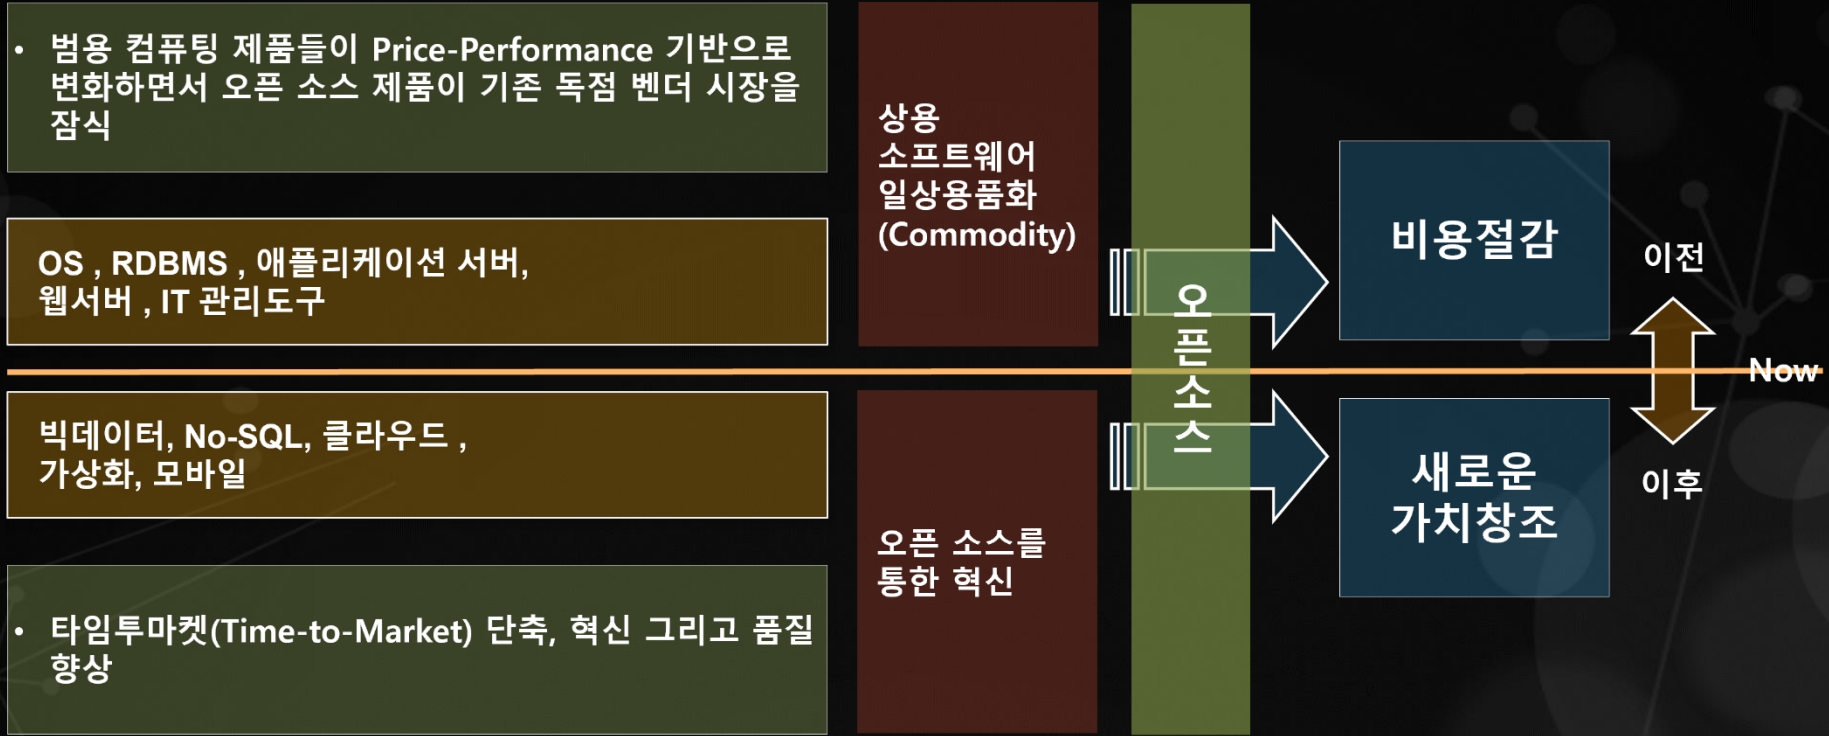 • 범용 컴퓨팅 제품들이 Price-Performance 기반으로
변화하면서 오픈 소스 제품이 기존 독점 벤더 시장을
잠식
OS , RDBMS , 애플리케이션 서버,
웹서버 , IT 관리도구
상용
소프트웨어
일상용품화
(Commodity)
빅데이터, No-SQL, 클라우드 ,
가상화, 모바일
• 타임투마켓(Time-to-Market) 단축, 혁신 그리고 품질
향상
오픈 소스를
통한 혁신
오
픈
소
스
비용절감
새로운
가치창조
이전
Now
이후